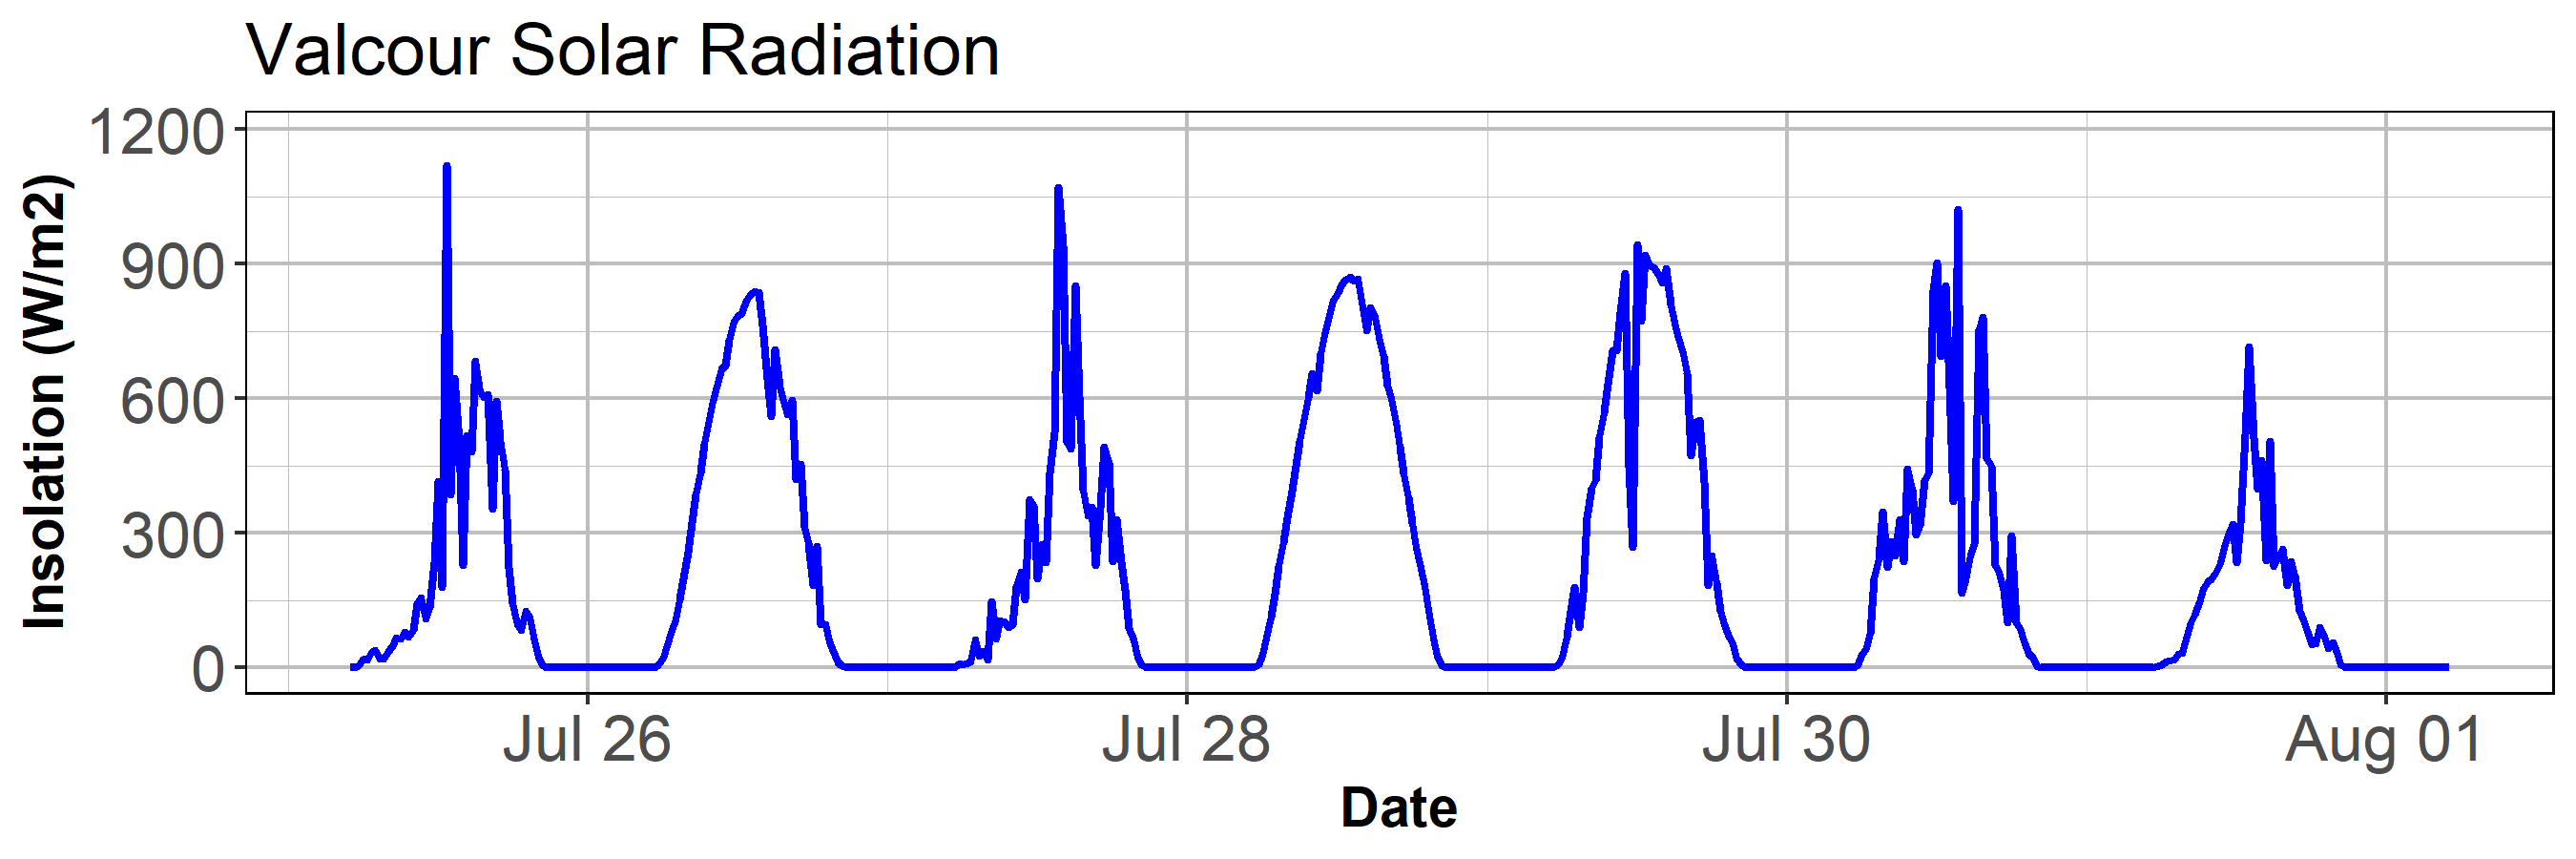 Valcour Solar Radiation
1200
900
600
300
0
Insolation (W/m2)
Jul 26 Jul 28 Jul 30 Aug 01
Date